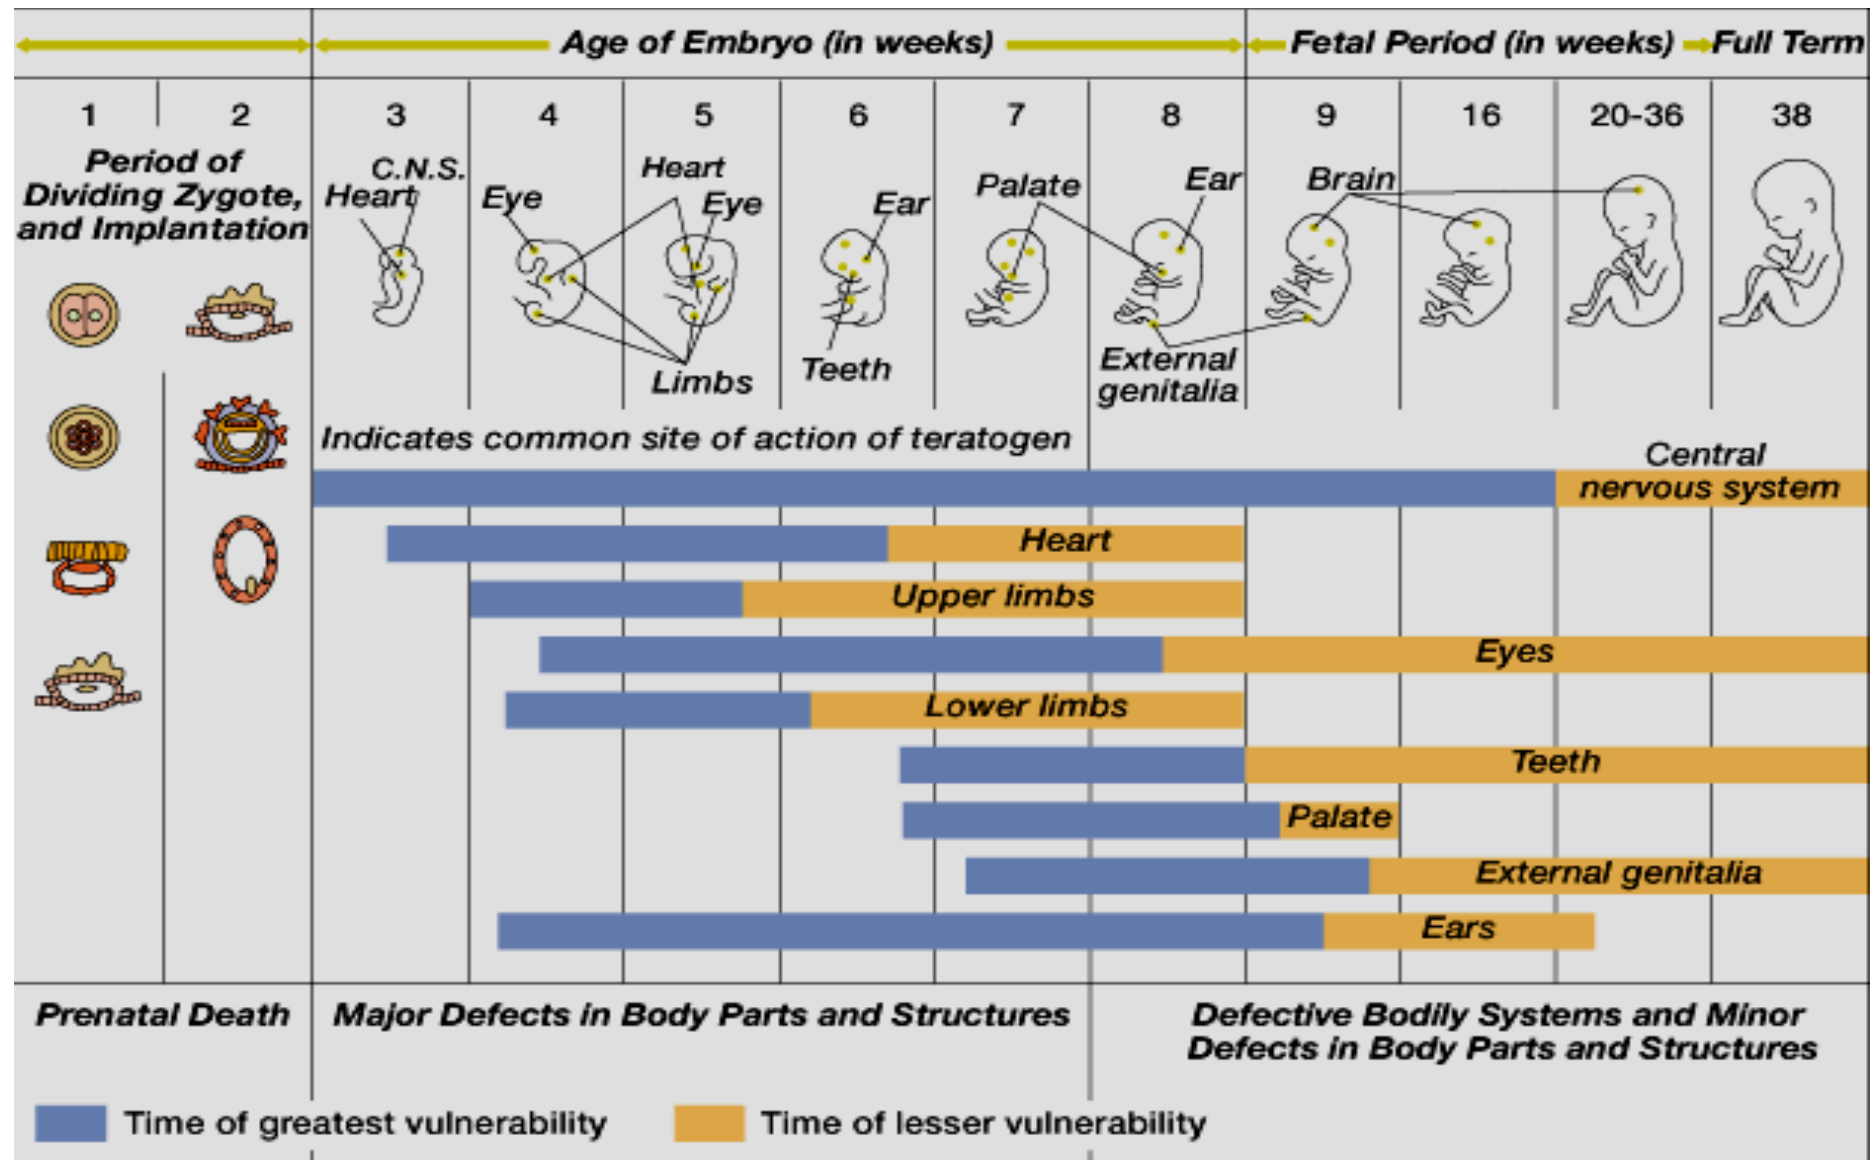 Age of Embryo (in weeks)
Fetal Period (in weeks)
Full Term
1
2
3
4
5
6
7
8
9
16
20-36
38
Period of
Dividing Zygote,
and Implantation
C.N.S.
Heart
Eye
Heart
Eye
Limbs
Ear
Teeth
Palate
Ear
External
genitalia
Brain
Indicates common site of action of teratogen
Central
nervous system
Heart
Upper limbs
Eyes
Lower limbs
Teeth
Palate
External genitalia
Ears
Prenatal Death
Major Defects in Body Parts and Structures
Defective Bodily Systems and Minor
Defects in Body Parts and Structures
Time of greatest vulnerability
Time of lesser vulnerability